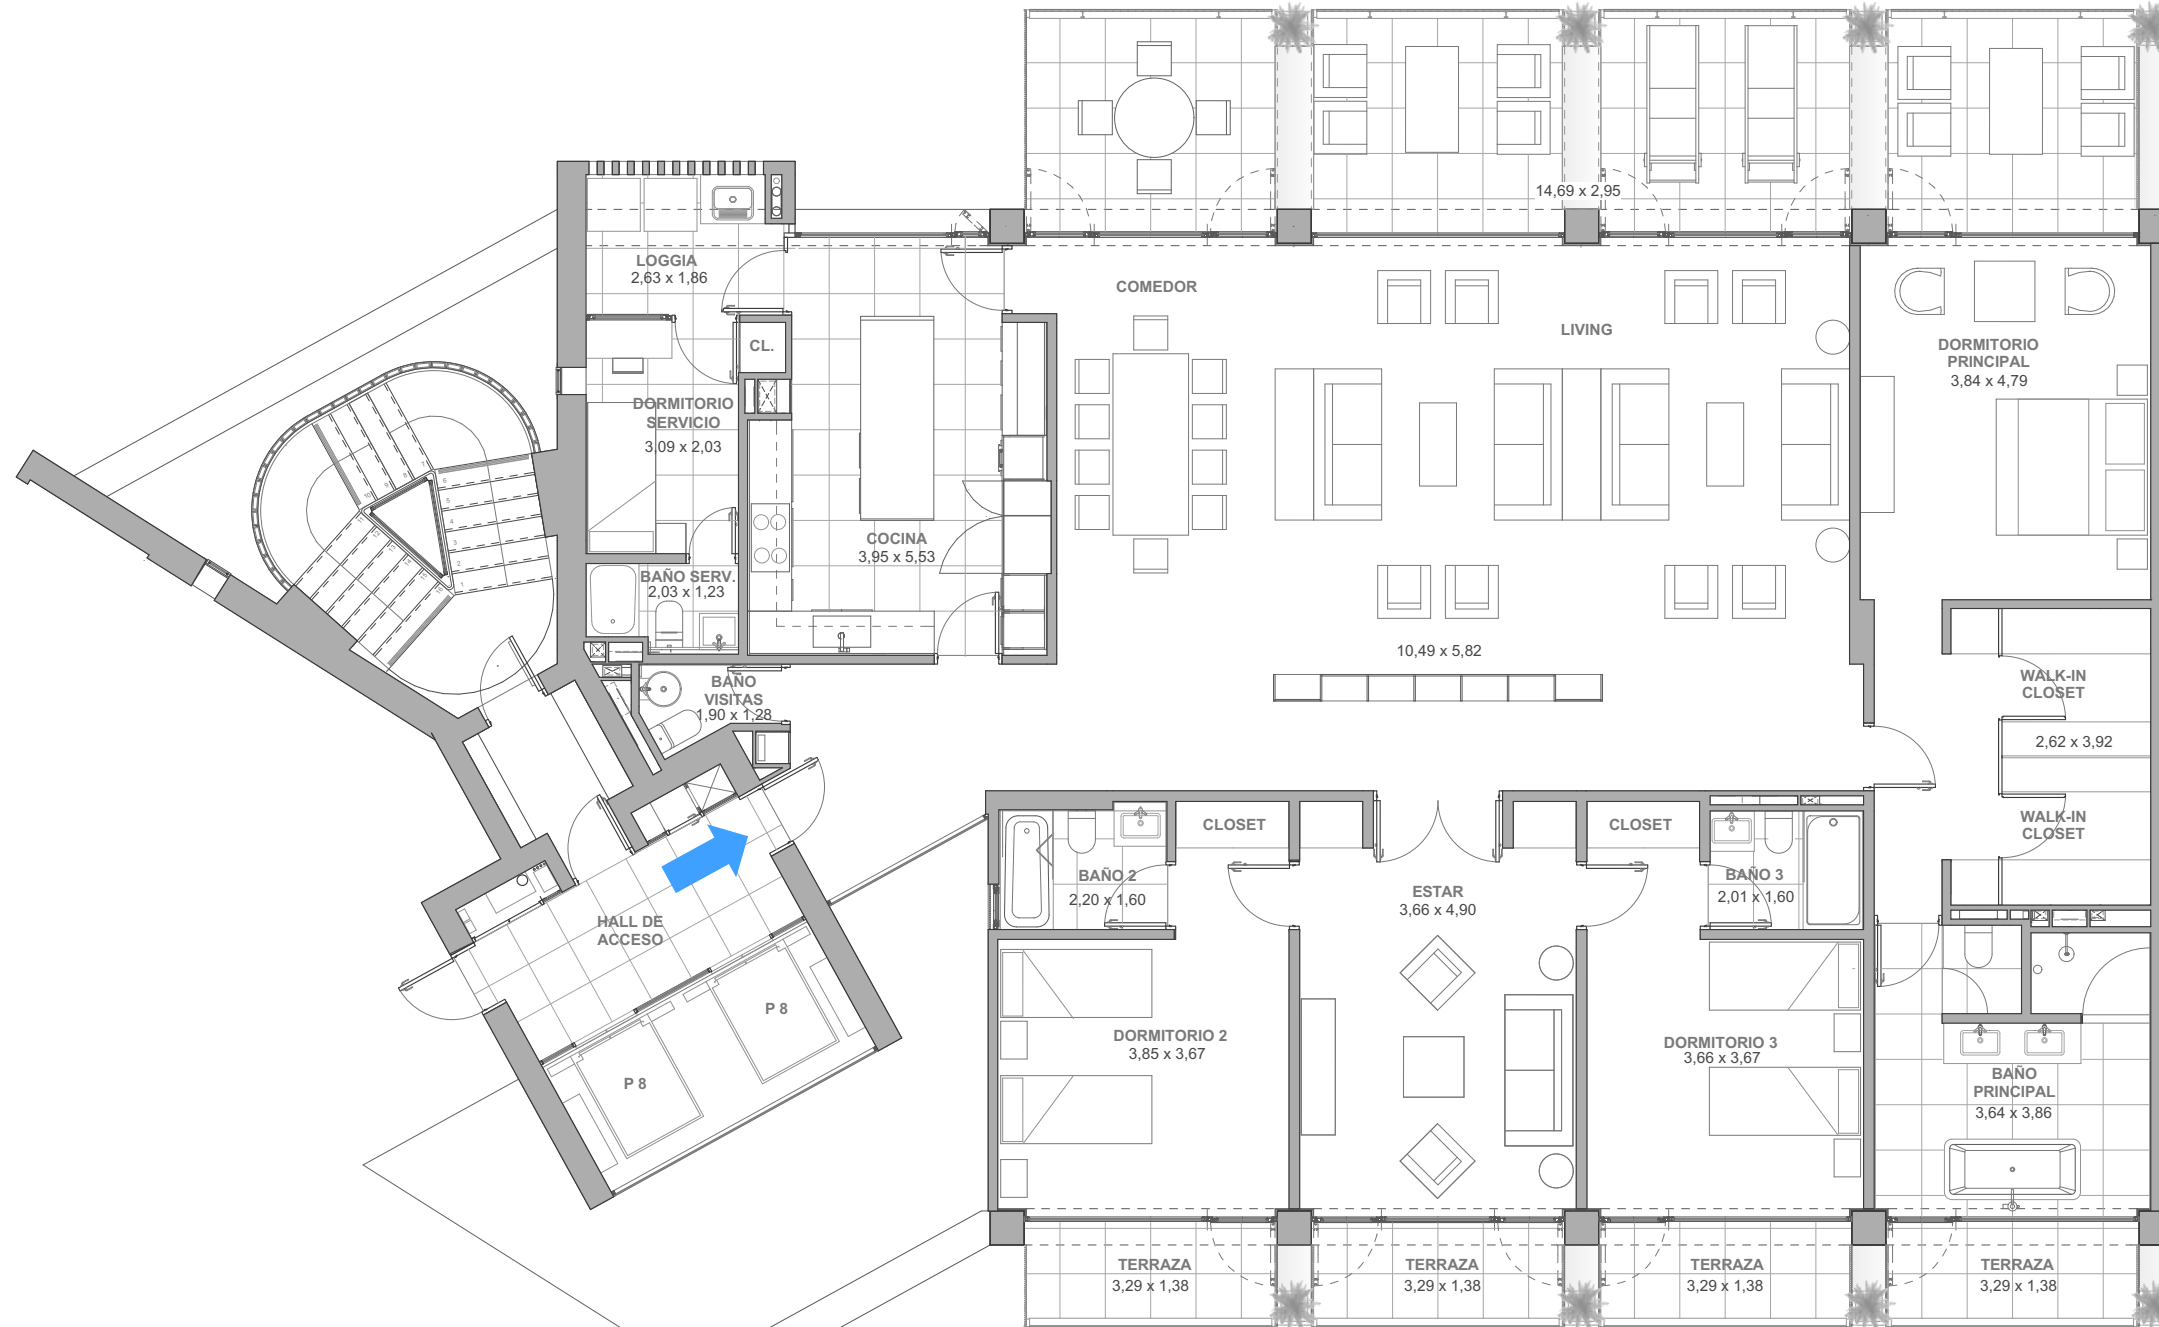 14,69 x 2,95
LOGGIA
2,63 x 1,86
COMEDOR
LIVING
CL.
DORMITORIO
PRINCIPAL
3,84 x 4,79
DORMITORIO
SERVICIO
3,09 x 2,03
COCINA
3,95 x 5,53
BAÑO SERV.
2,03 x 1,23
10,49 x 5,82
BAÑO
VISITAS
1,90 x 1,28
WALK-IN
CLOSET
2,62 x 3,92
WALK-IN
CLOSET
CLOSET
CLOSET
BAÑO 2
2,20 x 1,60
ESTAR
3,66 x 4,90
BAÑO 3
2,01 x 1,60
HALL DE
ACCESO
P 8
P 8
DORMITORIO 2
3,85 x 3,67
DORMITORIO 3
3,66 x 3,67
BAÑO
PRINCIPAL
3,64 x 3,86
TERRAZA
3,29 x 1,38
TERRAZA
3,29 x 1,38
TERRAZA
3,29 x 1,38
TERRAZA
3,29 x 1,38